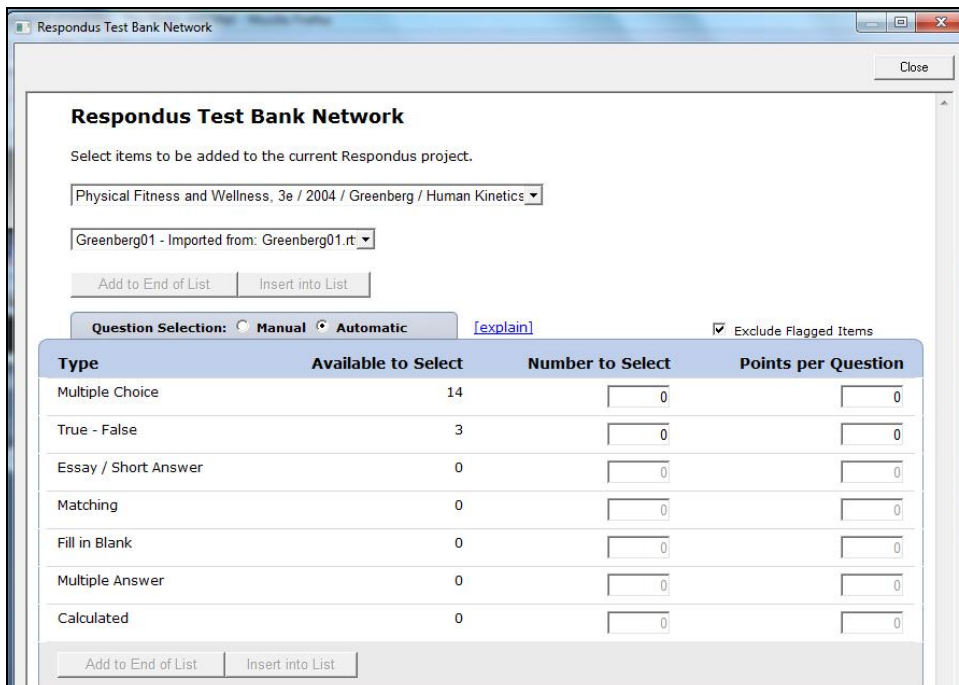 Respondus Test Bank Network
Close
Respondus Test Bank Network
Select items to be added to the current Respondus project.
Physical Fitness and Wellness, 3e / 2004 / Greenberg / Human Kinetics
Greenberg01 - Imported from: Greenberg01.rt
Add to End of List Insert into List
Question Selection: Manual Automatic [explain] Exclude Flagged Items
Type Available to Select Number to Select Points per Question
Multiple Choice 14 0 0
True - False 3 0 0
Essay / Short Answer 0 0 0
Matching 0 0 0
Fill in Blank 0 0 0
Multiple Answer 0 0 0
Calculated 0 0 0
Add to End of List Insert into List